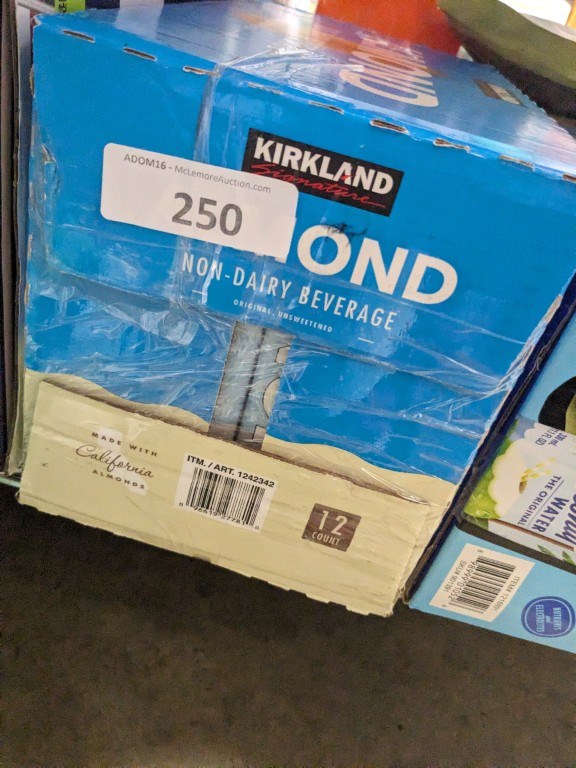 KIRKLAND
Signature
ADOM16 - McLemoreAuction.com
250
OND
NON-DAIRY BEVERAGE
ORIGINAL, UNSWEETENED
MADE WITH
California
ALMONDS
ITM. / ART. 1242342
12
COUNT
WATER
THE ORIGINAL